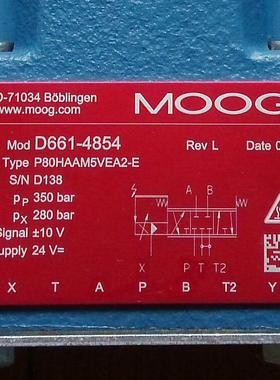 D-71034 Böblingen
www.moog.com
MOOG
Mod D661-4854
Rev L
Date
Type P80HAAM5VEA2-E
S/N D138
pP 350 bar
pX 280 bar
Signal ±10 V
Supply 24 V=
A B
X P T T2
X T A P B T2 Y